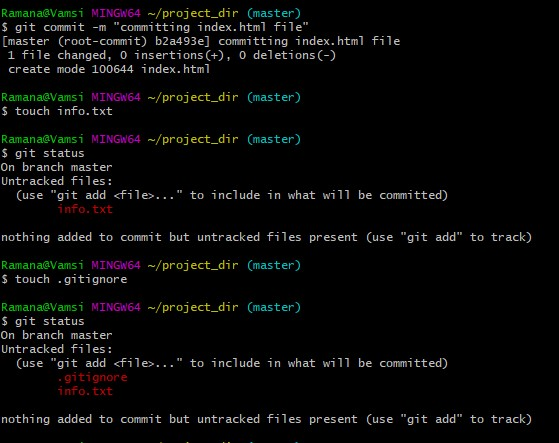 Ramana@Vamsi MINGW64 ~/project_dir (master)
$ git commit -m "committing index.html file"
[master (root-commit) b2a493e] committing index.html file
 1 file changed, 0 insertions(+), 0 deletions(-)
 create mode 100644 index.html

Ramana@Vamsi MINGW64 ~/project_dir (master)
$ touch info.txt

Ramana@Vamsi MINGW64 ~/project_dir (master)
$ git status
On branch master
Untracked files:
  (use "git add <file>..." to include in what will be committed)
        info.txt

nothing added to commit but untracked files present (use "git add" to track)

Ramana@Vamsi MINGW64 ~/project_dir (master)
$ touch .gitignore

Ramana@Vamsi MINGW64 ~/project_dir (master)
$ git status
On branch master
Untracked files:
  (use "git add <file>..." to include in what will be committed)
        .gitignore
        info.txt

nothing added to commit but untracked files present (use "git add" to track)